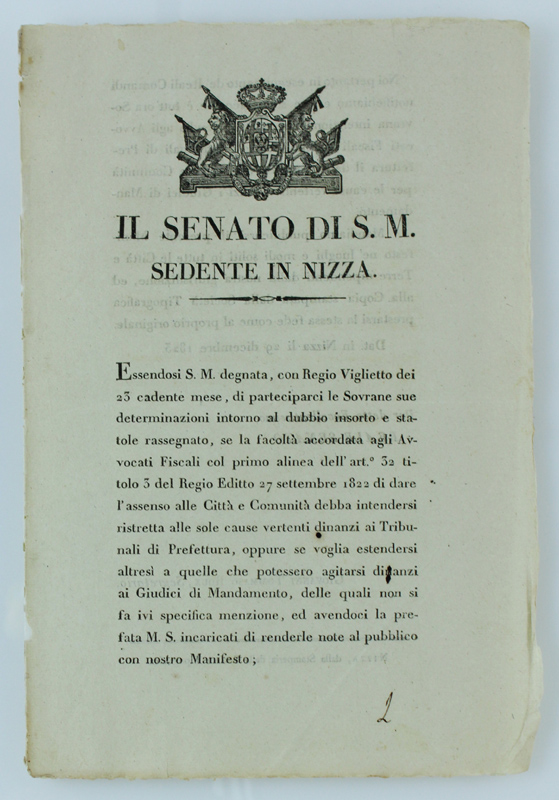 IL SENATO DI S. M.
SEDENTE IN NIZZA.
Essendosi S. M. degnata, con Regio Viglietto dei
23 cadente mese, di parteciparci le Sovrane sue
determinazioni intorno al dubbio insorto e sta-
tole rassegnato, se la facoltà accordata agli Av-
vocati Fiscali col primo alinea dell'art.º 32 ti-
tolo 3 del Regio Editto 27 settembre 1822 di dare
l'assenso alle Città e Comunità debba intendersi
ristretta alle sole cause vertenti dinanzi ai Tribu-
nali di Prefettura, oppure se voglia estendersi
altresì a quelle che potessero agitarsi dinanzi
ai Giudici di Mandamento, delle quali non si
fa ivi specifica menzione, ed avendoci la pre-
fata M. S. incaricati di renderle note al pubblico
con nostro Manifesto;
2